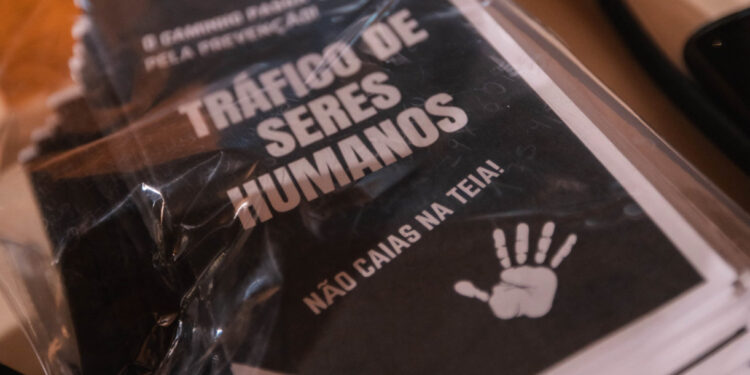 O CAMINHO PASSA
PELA PREVENÇÃO!
TRÁFICO DE
SERES
HUMANOS
NÃO CAIAS NA TEIA!